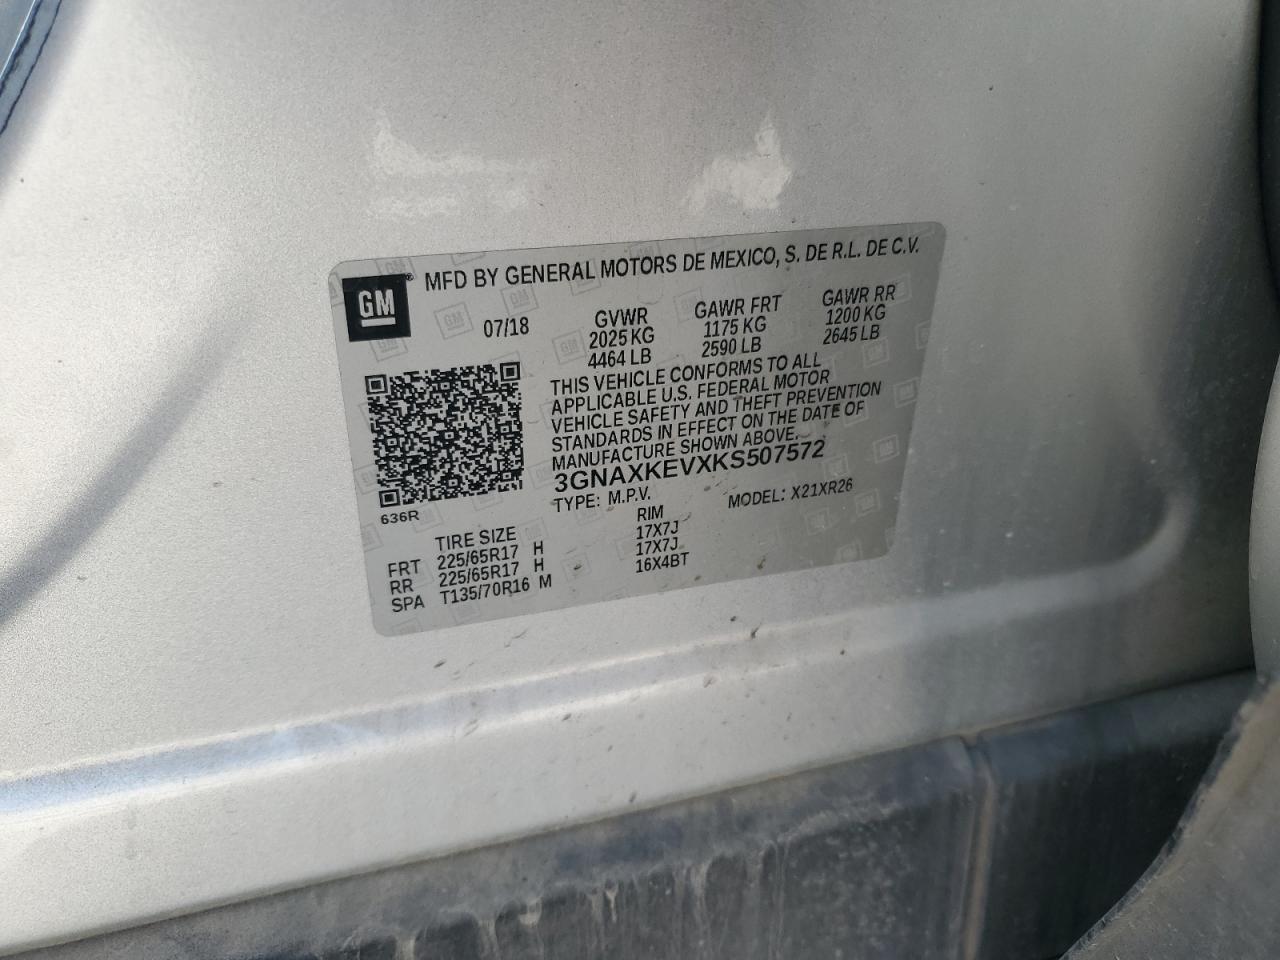 GM
MFD BY GENERAL MOTORS DE MEXICO, S. DE R.L. DE C.V.
07/18
GVWR
2025 KG
4464 LB
GAWR FRT
1175 KG
2590 LB
GAWR RR
1200 KG
2645 LB
THIS VEHICLE CONFORMS TO ALL
APPLICABLE U.S. FEDERAL MOTOR
VEHICLE SAFETY AND THEFT PREVENTION
STANDARDS IN EFFECT ON THE DATE OF
MANUFACTURE SHOWN ABOVE.
3GNAXKEVXKS507572
TYPE: M.P.V. MODEL: X21XR26
636R
TIRE SIZE RIM
FRT 225/65R17 H 17X7J
RR 225/65R17 H 17X7J
SPA T135/70R16 M 16X4BT